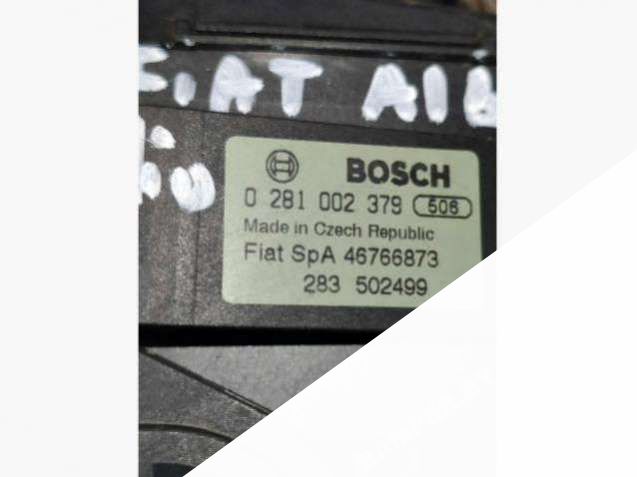 FIAT
BOSCH
0 281 002 379 506
Made in Czech Republic
Fiat SpA 46766873
283 502499